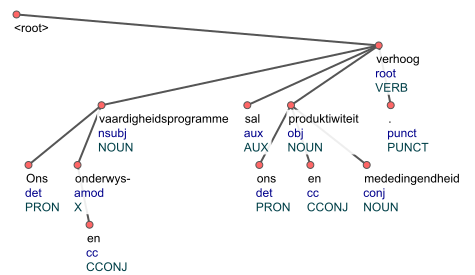 <root>
verhoog
root
VERB
vaardigheidsprogramme
nsubj
NOUN
sal
aux
AUX
produktiwiteit
obj
NOUN
.
punct
PUNCT
Ons
det
PRON
onderwys-
amod
X
ons
det
PRON
en
cc
CCONJ
mededingendheid
conj
NOUN
en
cc
CCONJ